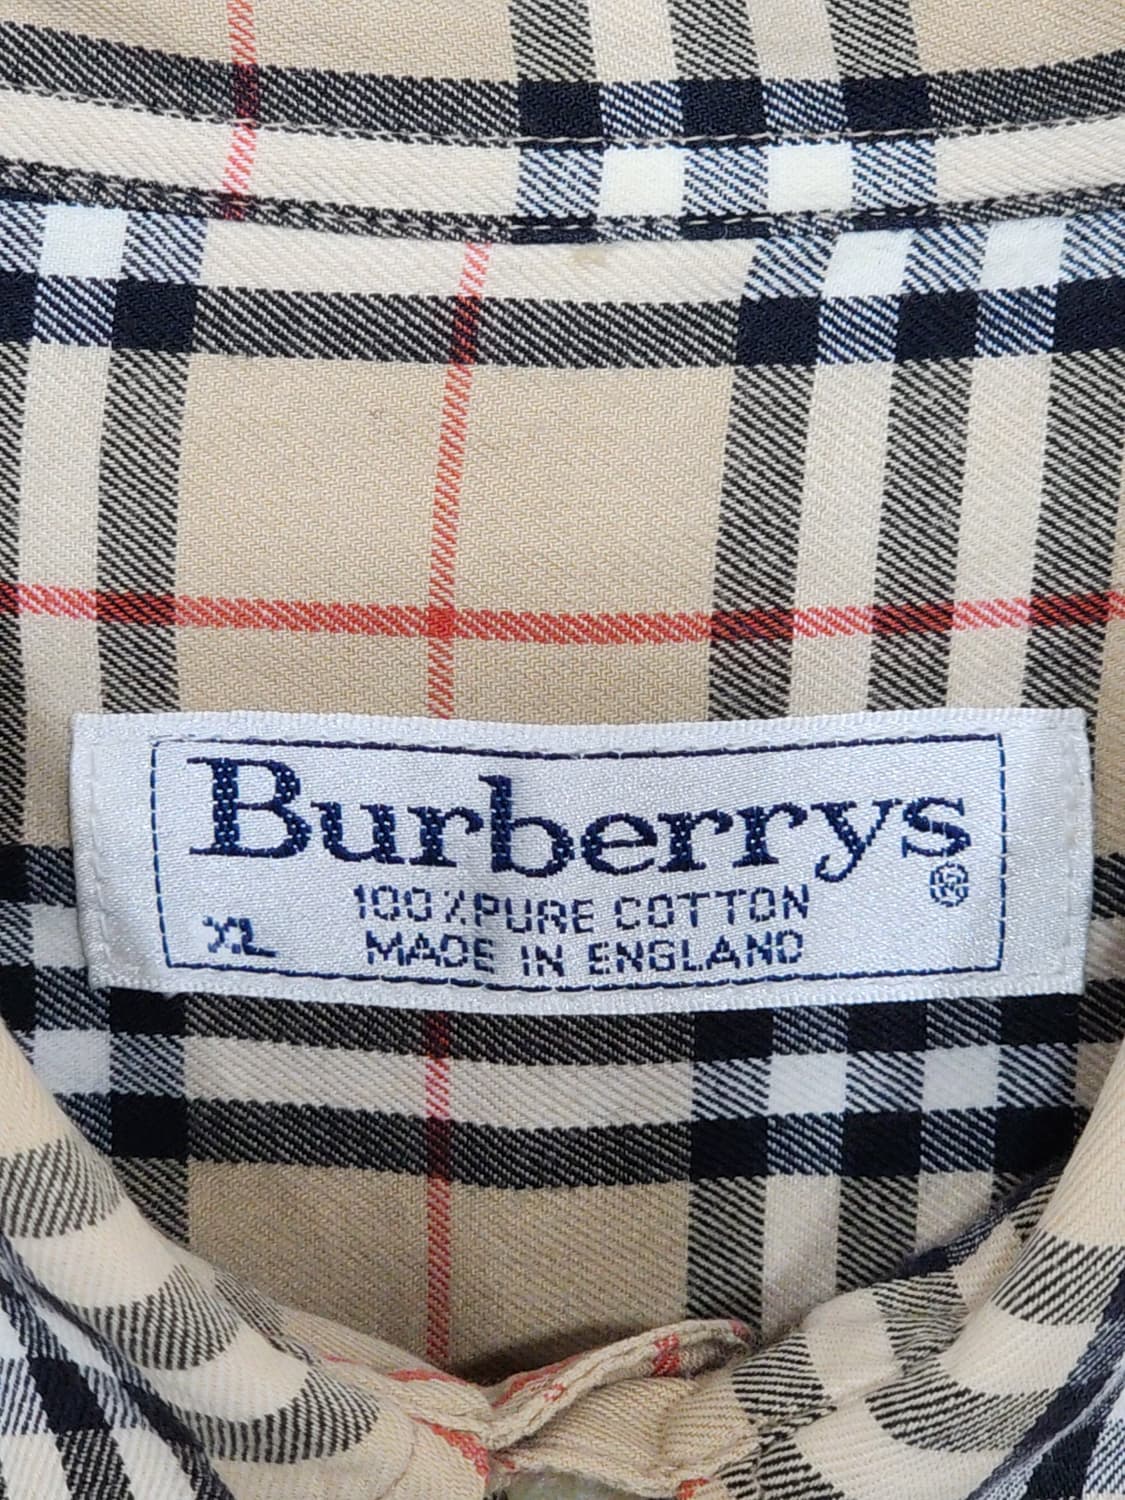 Burberrys®
100% PURE COTTON
XL MADE IN ENGLAND